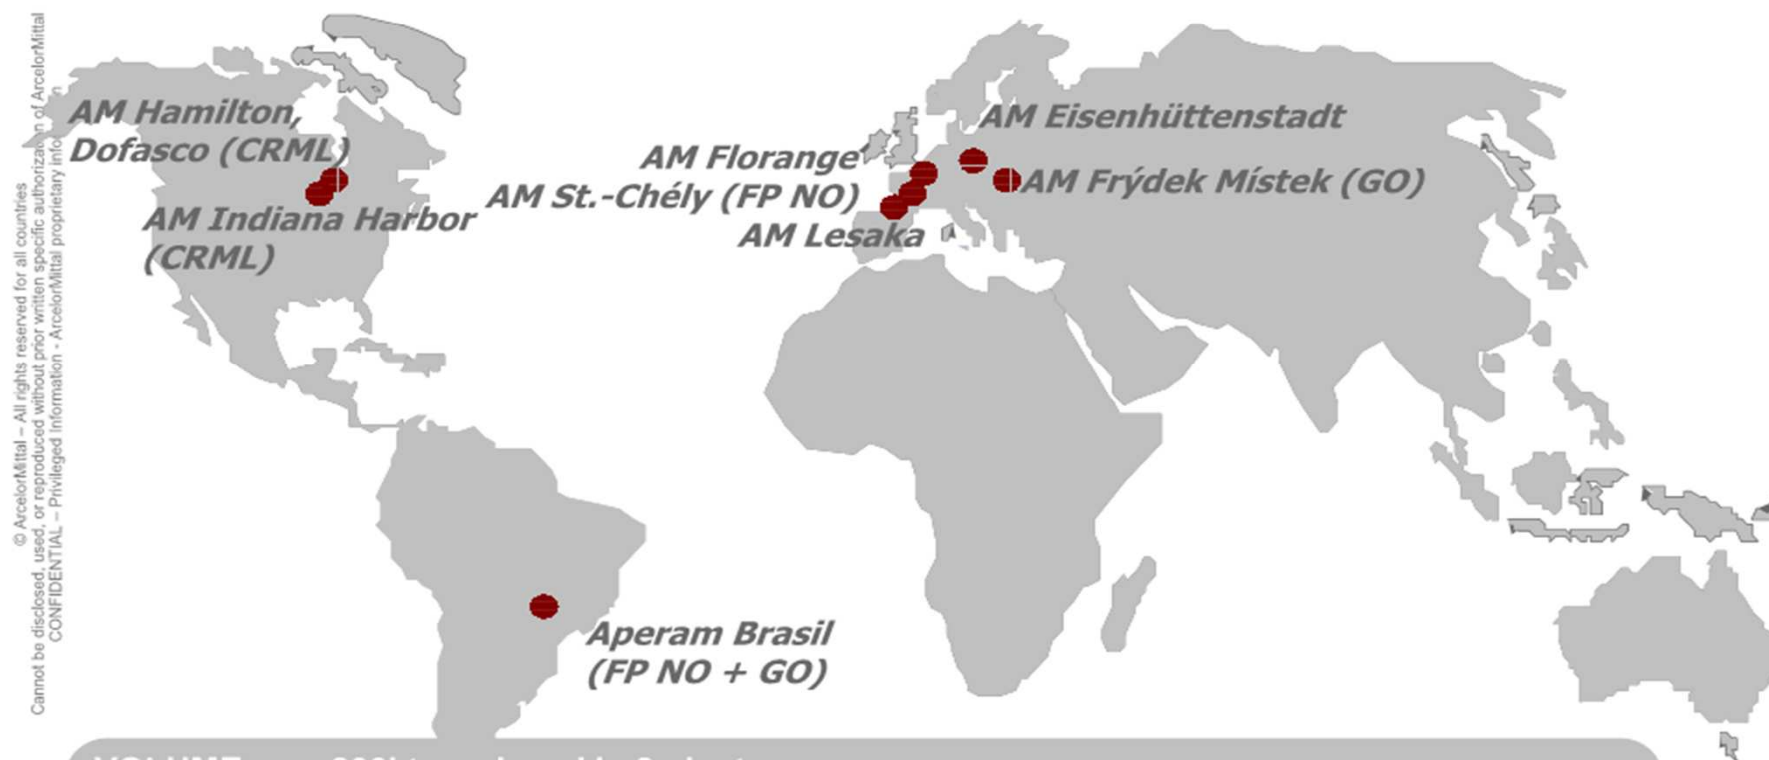 © ArcelorMittal – All rights reserved for all countries
Cannot be disclosed, used, or reproduced without prior written specific authorization of ArcelorMittal
CONFIDENTIAL – Privileged Information - ArcelorMittal proprietary information
AM Hamilton,
Dofasco (CRML)
AM Indiana Harbor
(CRML)
AM Florange
AM St.-Chély (FP NO)
AM Lesaka
AM Eisenhüttenstadt
AM Frýdek Místek (GO)
Aperam Brasil
(FP NO + GO)